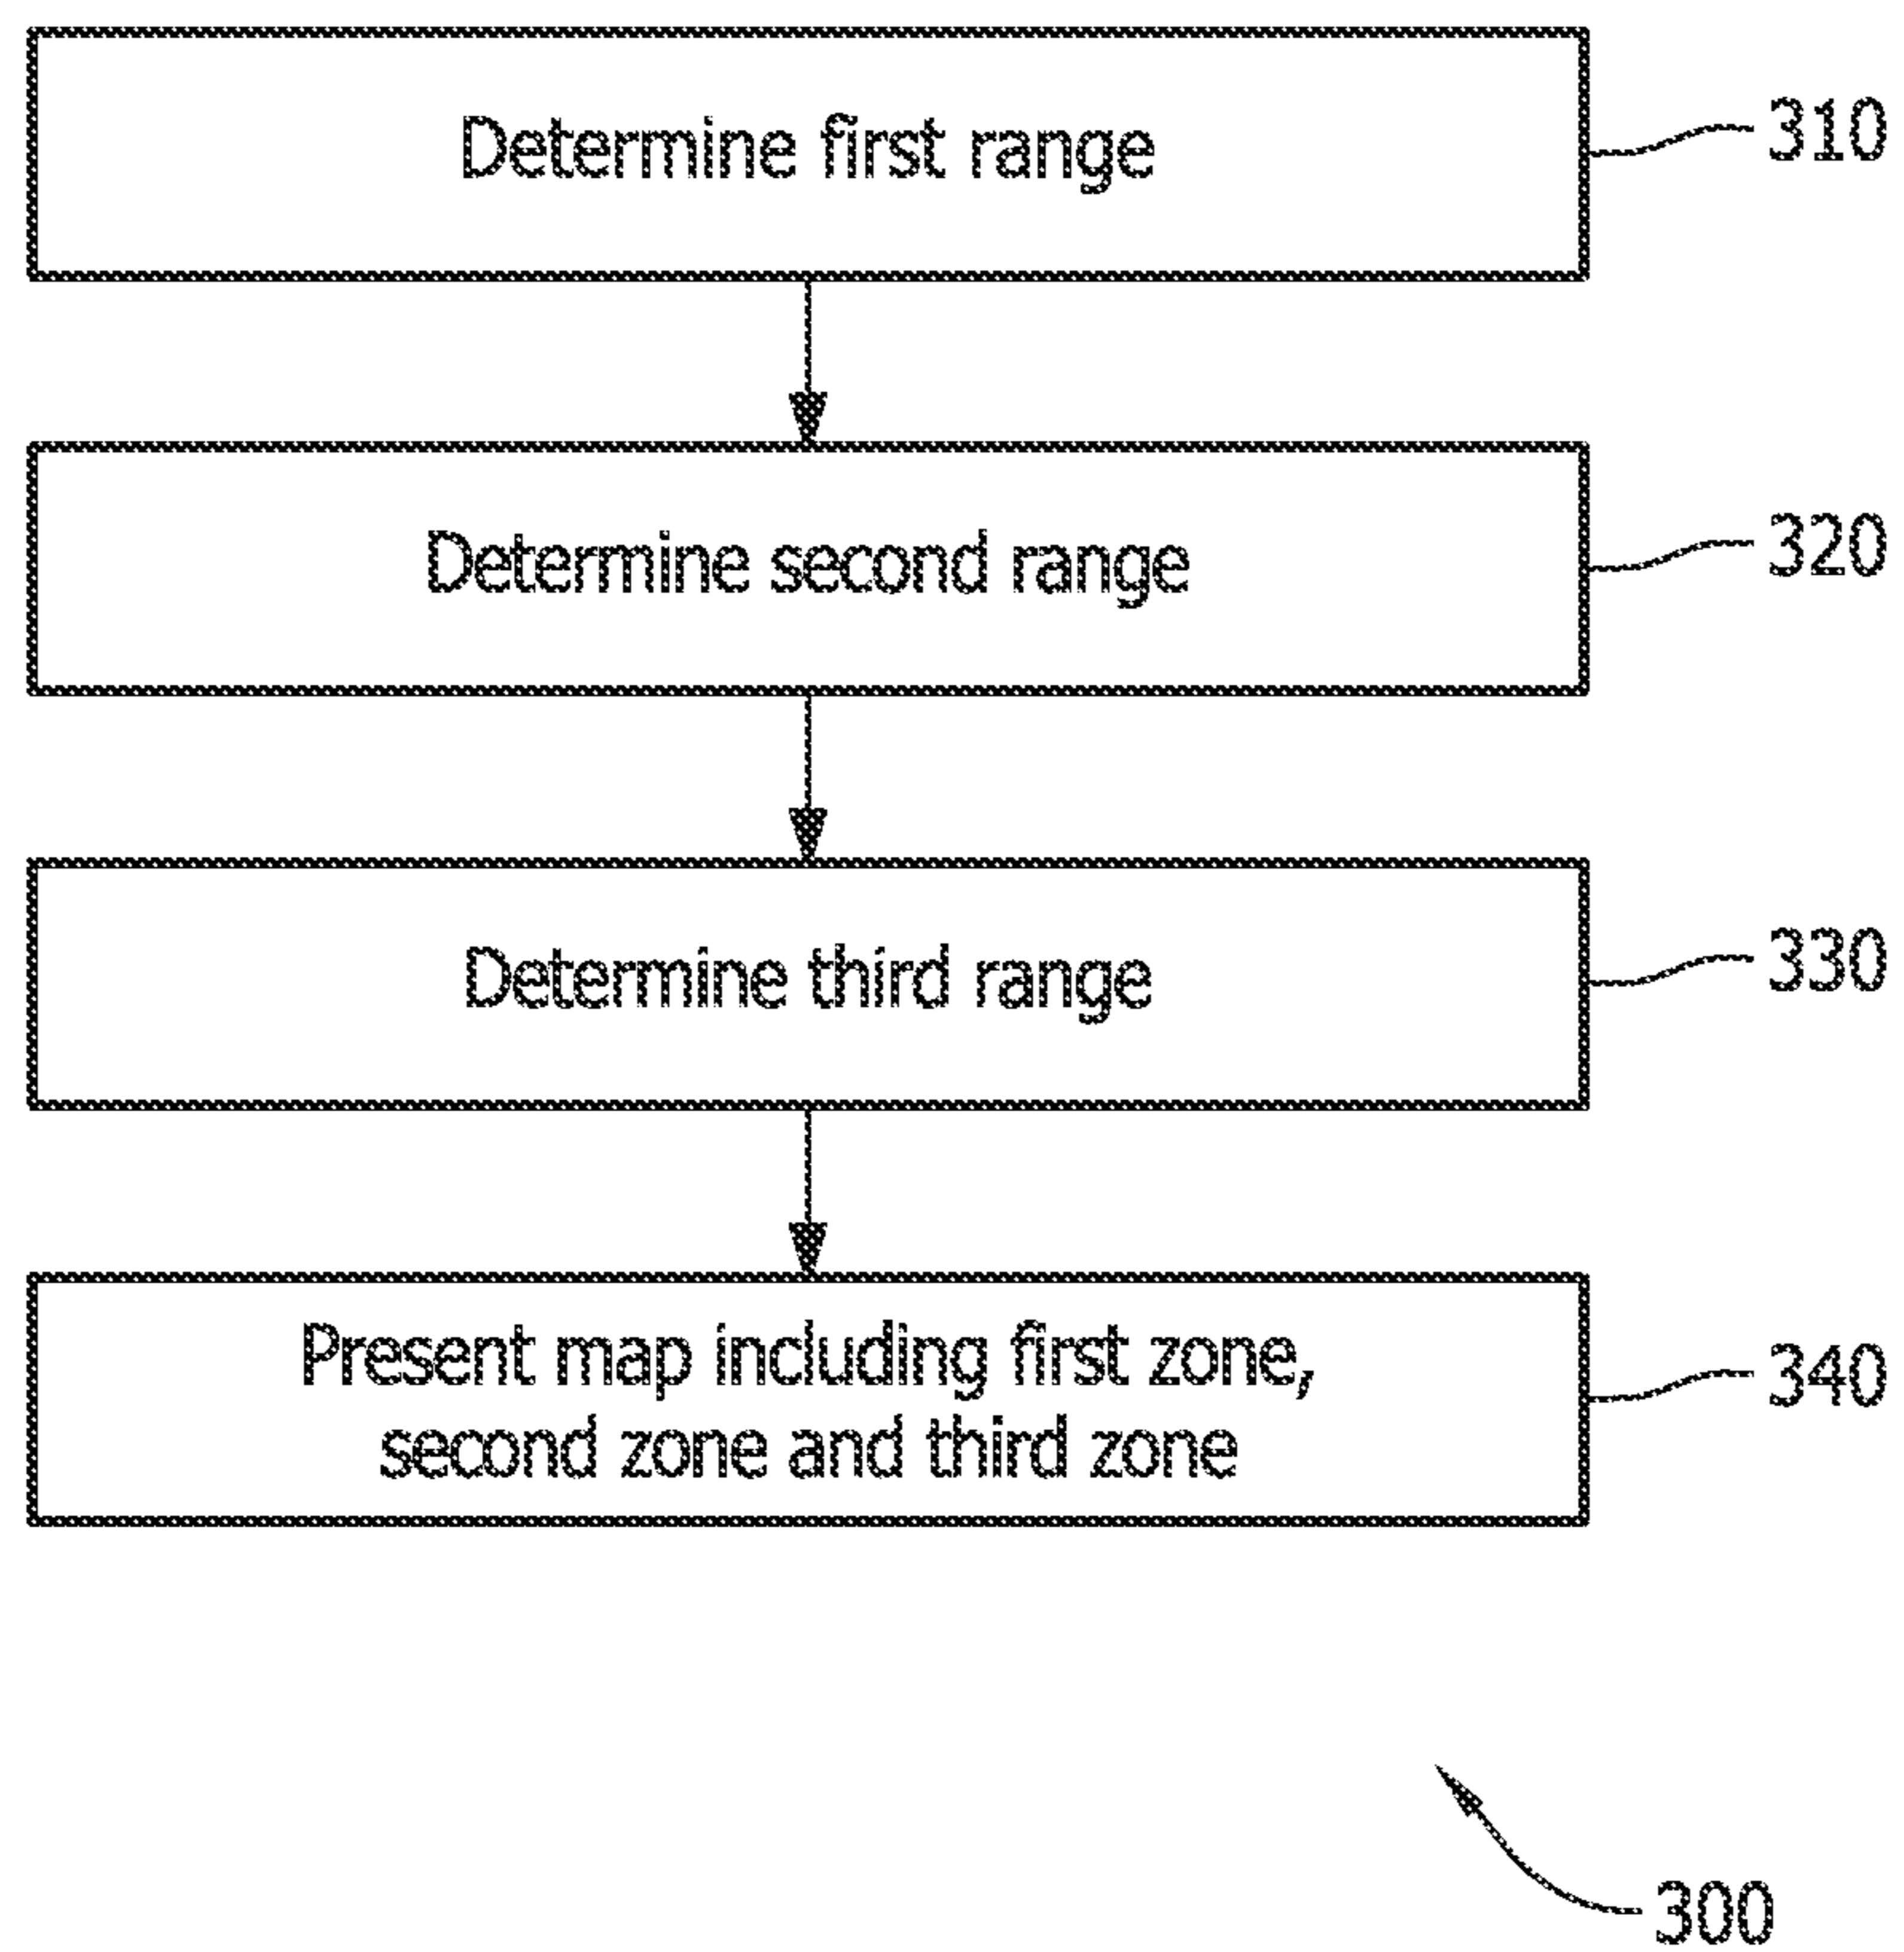 Determine first range
310
Determine second range
320
Determine third range
330
Present map including first zone,
second zone and third zone
340
300